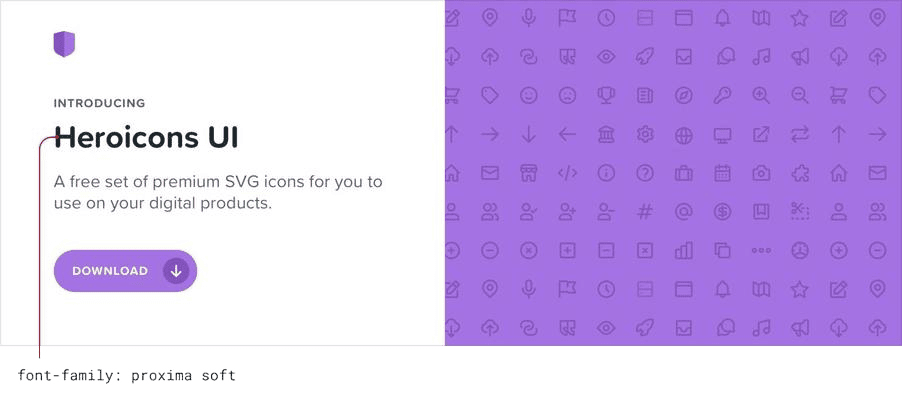 INTRODUCING
Heroicons UI
A free set of premium SVG icons for you to
use on your digital products.
DOWNLOAD
font-family: proxima soft